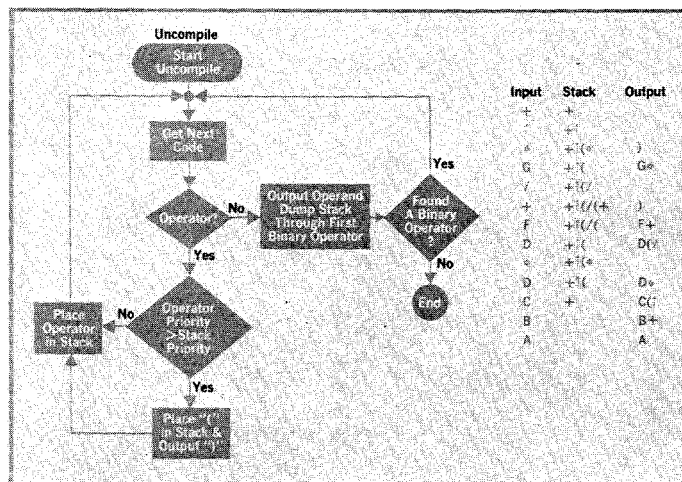 Uncompile
Start
Uncompile
Get Next
Code
Operator?
No
Yes
Output Operand
Dump Stack
Through First
Binary Operator
Yes
Found
A Binary
Operator
?
No
End
Operator
Priority
>Stack
Priority
No
Place
Operator
in Stack
Yes
Place "("
in Stack &
Output ")"
Input Stack Output
+ +
+↑
∘ +↑(∘ )
G +↑( G∘
/ +↑(/
+ +↑(/(+ )
F +↑(/( F+
D +↑( D(/
∘ +↑(∘
D +↑( D∘
C + C(↑
B B+
A A